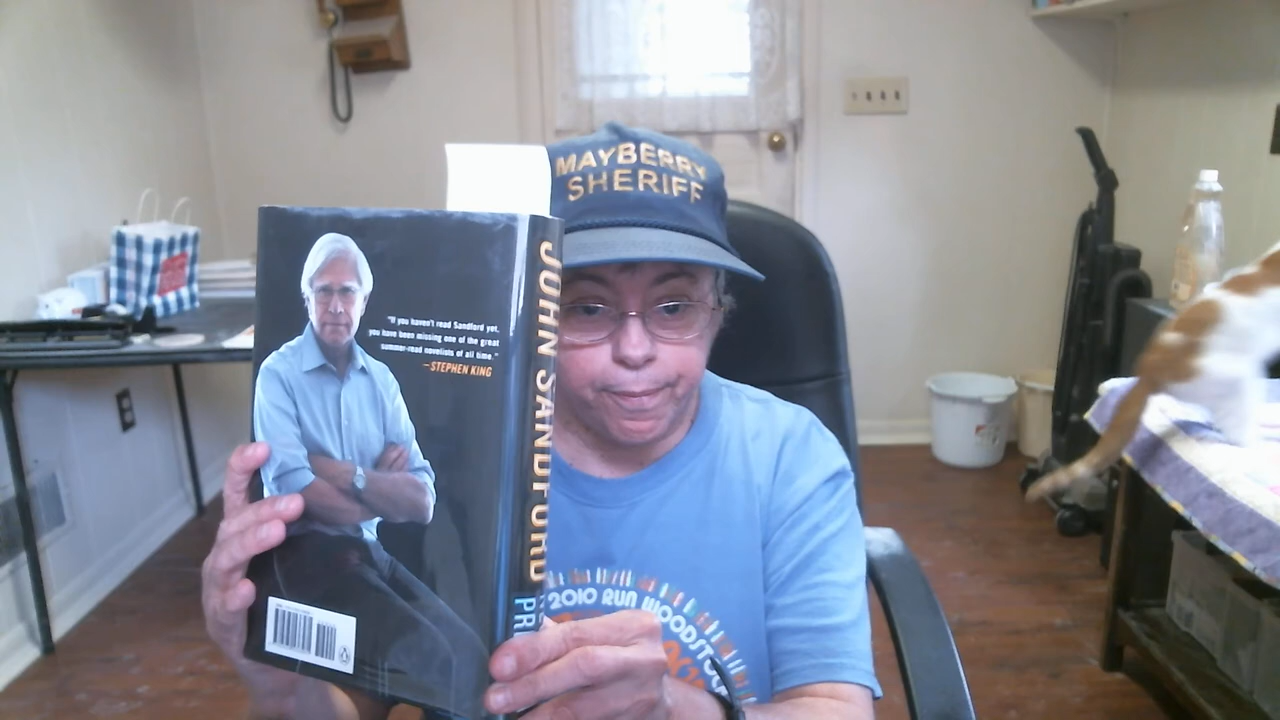 MAYBERRY
SHERIFF
"If you haven't read Sandford yet,
you have been missing one of the great
summer-read novelists of all time."
—STEPHEN KING
JOHN SANDFORD
2010 RUN WOODSTOCK